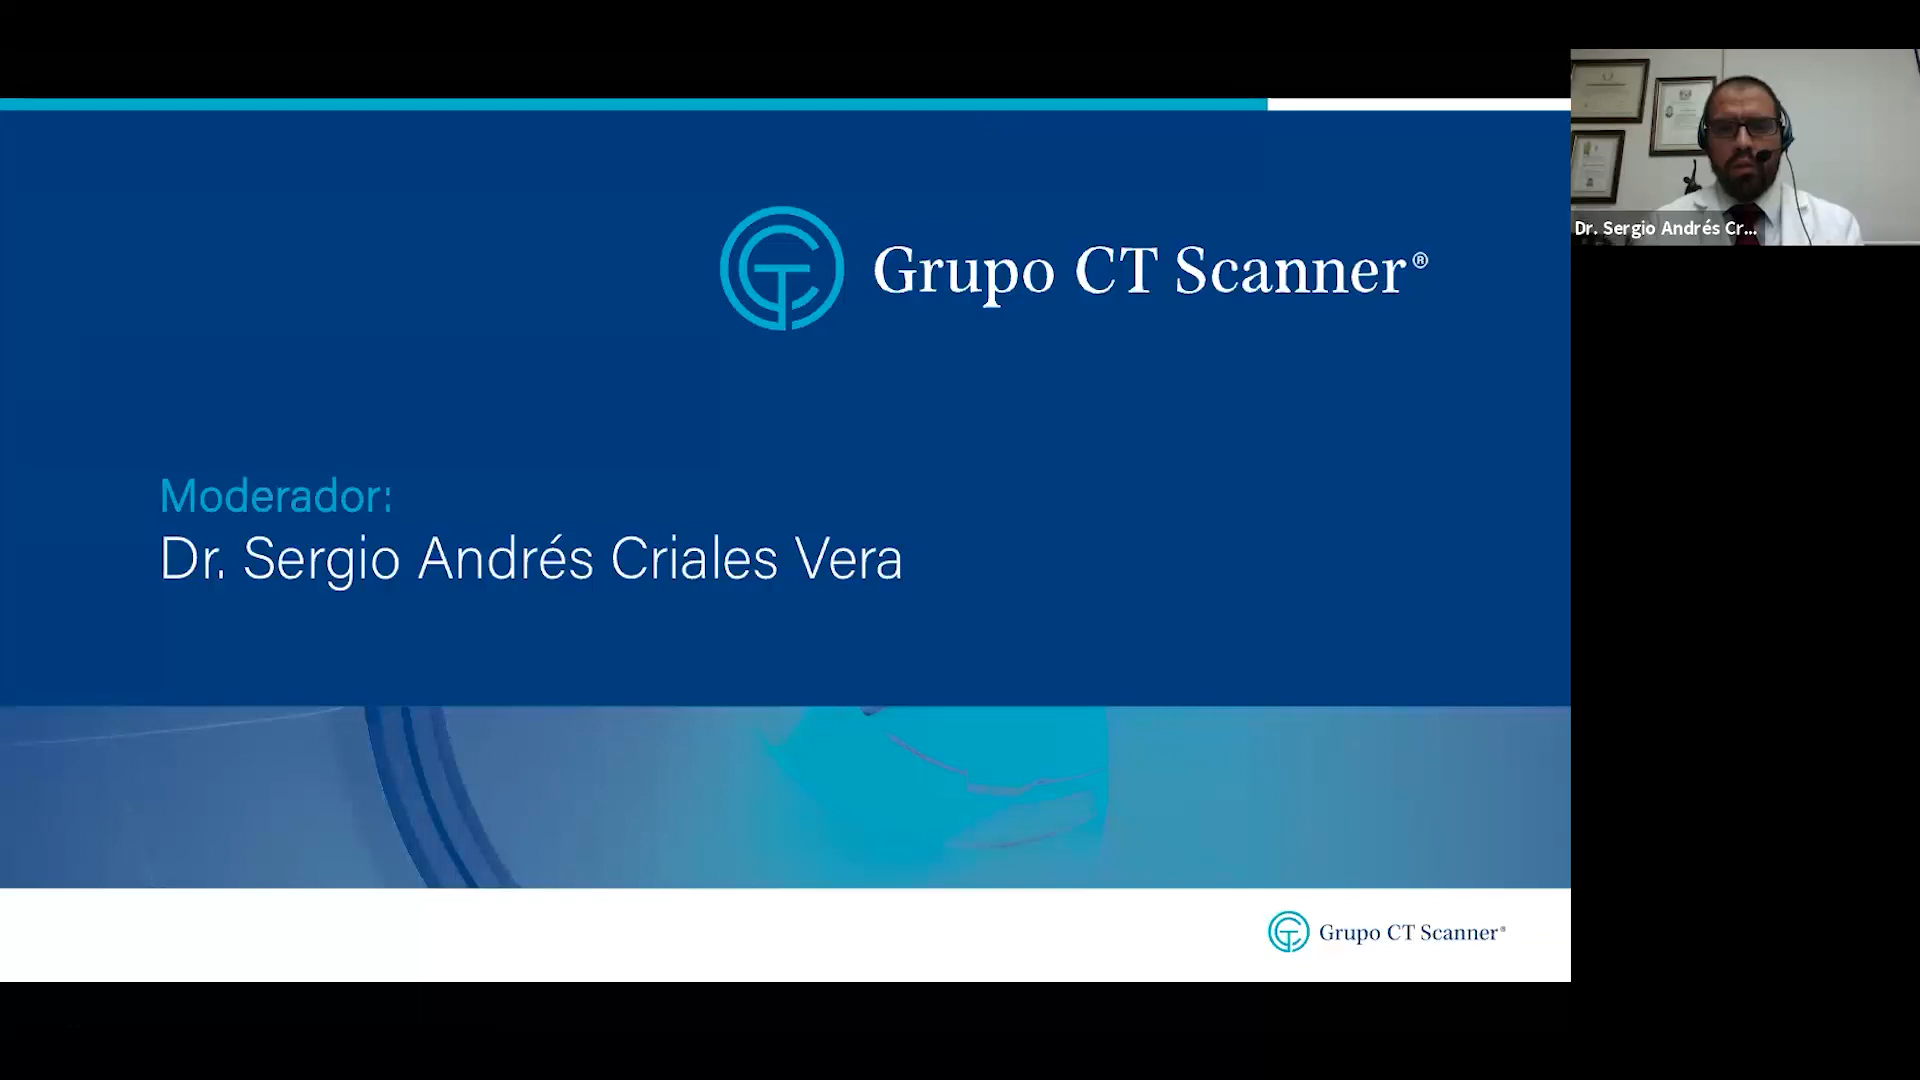 Grupo CT Scanner®
Moderador:
Dr. Sergio Andrés Criales Vera
Grupo CT Scanner®
Dr. Sergio Andrés Cr...